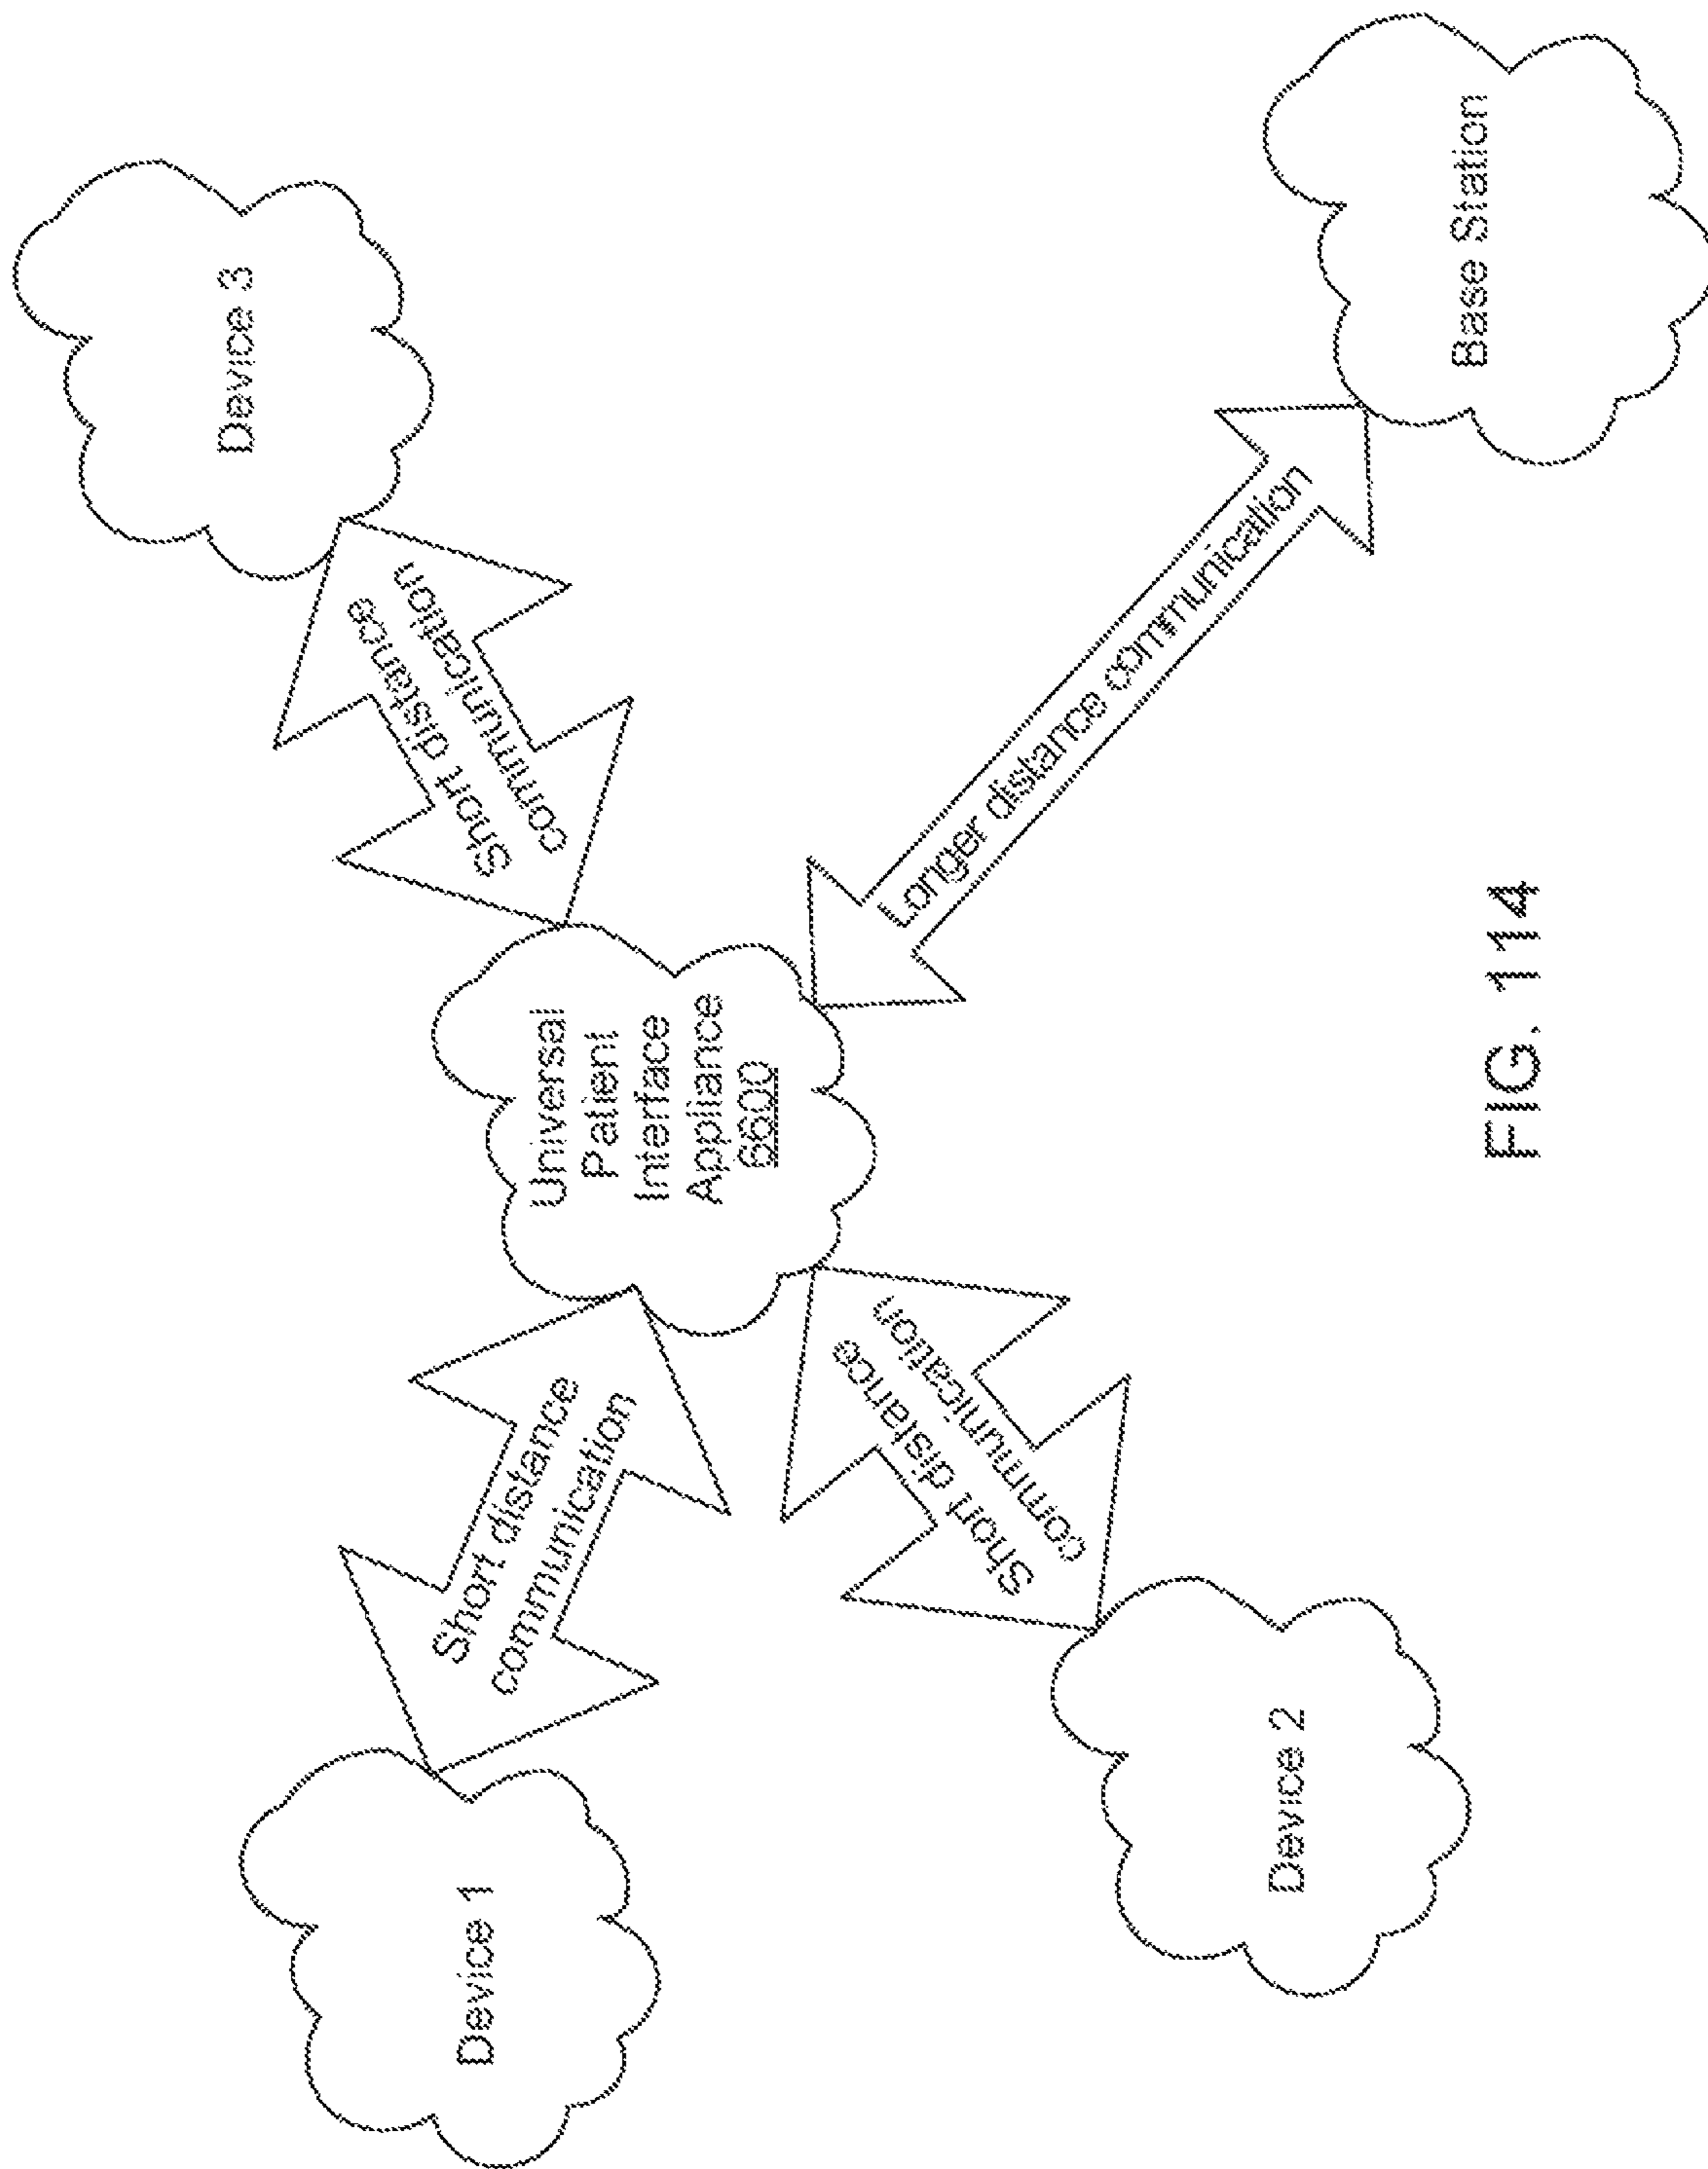 Device 1
Short distance
communication
Device 3
Short distance
communication
Universal
Patient
Interface
Appliance
6600
Device 2
Short distance
communication
Longer distance communication
Base Station
FIG. 114